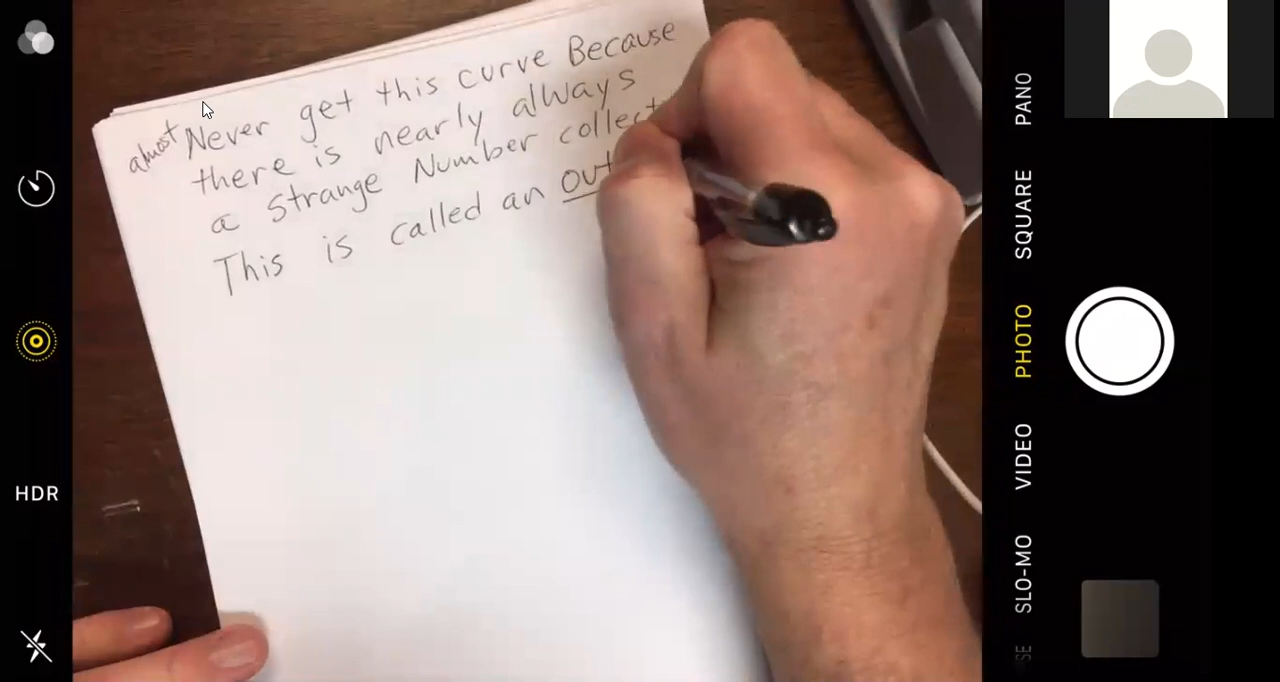 almost Never get this curve Because
there is nearly always
a strange Number collect
This is called an out
HDR
PANO
SQUARE
PHOTO
VIDEO
SLO-MO
SE